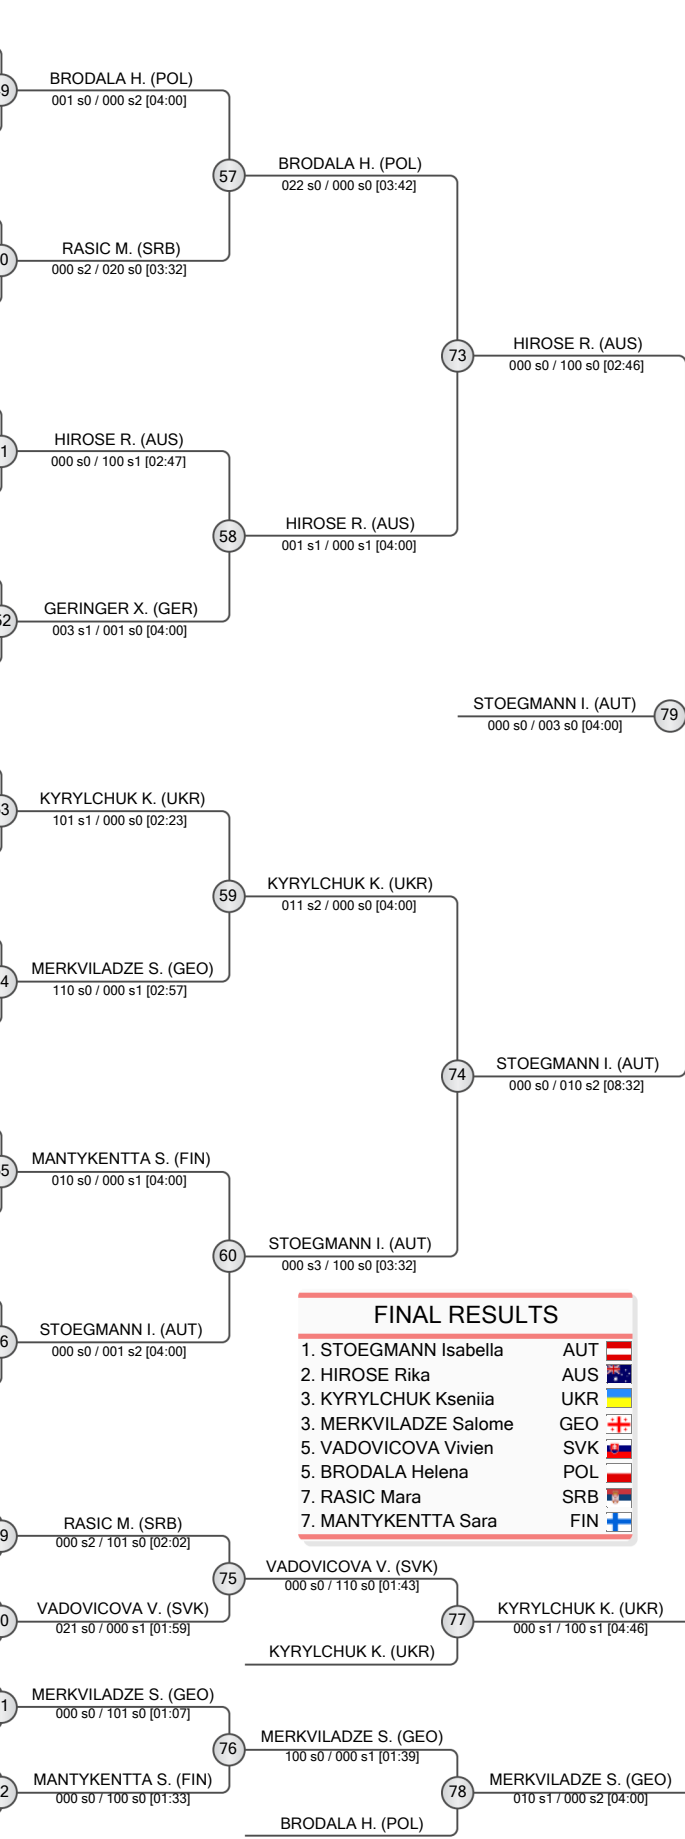 BRODALA H. (POL)
9
001 s0 / 000 s2 [04:00]
BRODALA H. (POL)
57
022 s0 / 000 s0 [03:42]
RASIC M. (SRB)
0
000 s2 / 020 s0 [03:32]
HIROSE R. (AUS)
73
000 s0 / 100 s0 [02:46]
HIROSE R. (AUS)
1
000 s0 / 100 s1 [02:47]
HIROSE R. (AUS)
58
001 s1 / 000 s1 [04:00]
GERINGER X. (GER)
52
003 s1 / 001 s0 [04:00]
STOEGMANN I. (AUT)
79
000 s0 / 003 s0 [04:00]
KYRYLCHUK K. (UKR)
3
101 s1 / 000 s0 [02:23]
KYRYLCHUK K. (UKR)
59
011 s2 / 000 s0 [04:00]
MERKVILADZE S. (GEO)
4
110 s0 / 000 s1 [02:57]
STOEGMANN I. (AUT)
74
000 s0 / 010 s2 [08:32]
MANTYKENTTA S. (FIN)
5
010 s0 / 000 s1 [04:00]
STOEGMANN I. (AUT)
60
000 s3 / 100 s0 [03:32]
STOEGMANN I. (AUT)
6
000 s0 / 001 s2 [04:00]
FINAL RESULTS
1. STOEGMANN Isabella AUT
2. HIROSE Rika AUS
3. KYRYLCHUK Kseniia UKR
3. MERKVILADZE Salome GEO
5. VADOVICOVA Vivien SVK
5. BRODALA Helena POL
7. RASIC Mara SRB
7. MANTYKENTTA Sara FIN
RASIC M. (SRB)
9
000 s2 / 101 s0 [02:02]
VADOVICOVA V. (SVK)
75
000 s0 / 110 s0 [01:43]
VADOVICOVA V. (SVK)
0
021 s0 / 000 s1 [01:59]
KYRYLCHUK K. (UKR)
77
000 s1 / 100 s1 [04:46]
KYRYLCHUK K. (UKR)
MERKVILADZE S. (GEO)
1
000 s0 / 101 s0 [01:07]
MERKVILADZE S. (GEO)
76
100 s0 / 000 s1 [01:39]
MANTYKENTTA S. (FIN)
2
000 s0 / 100 s0 [01:33]
MERKVILADZE S. (GEO)
78
010 s1 / 000 s2 [04:00]
BRODALA H. (POL)